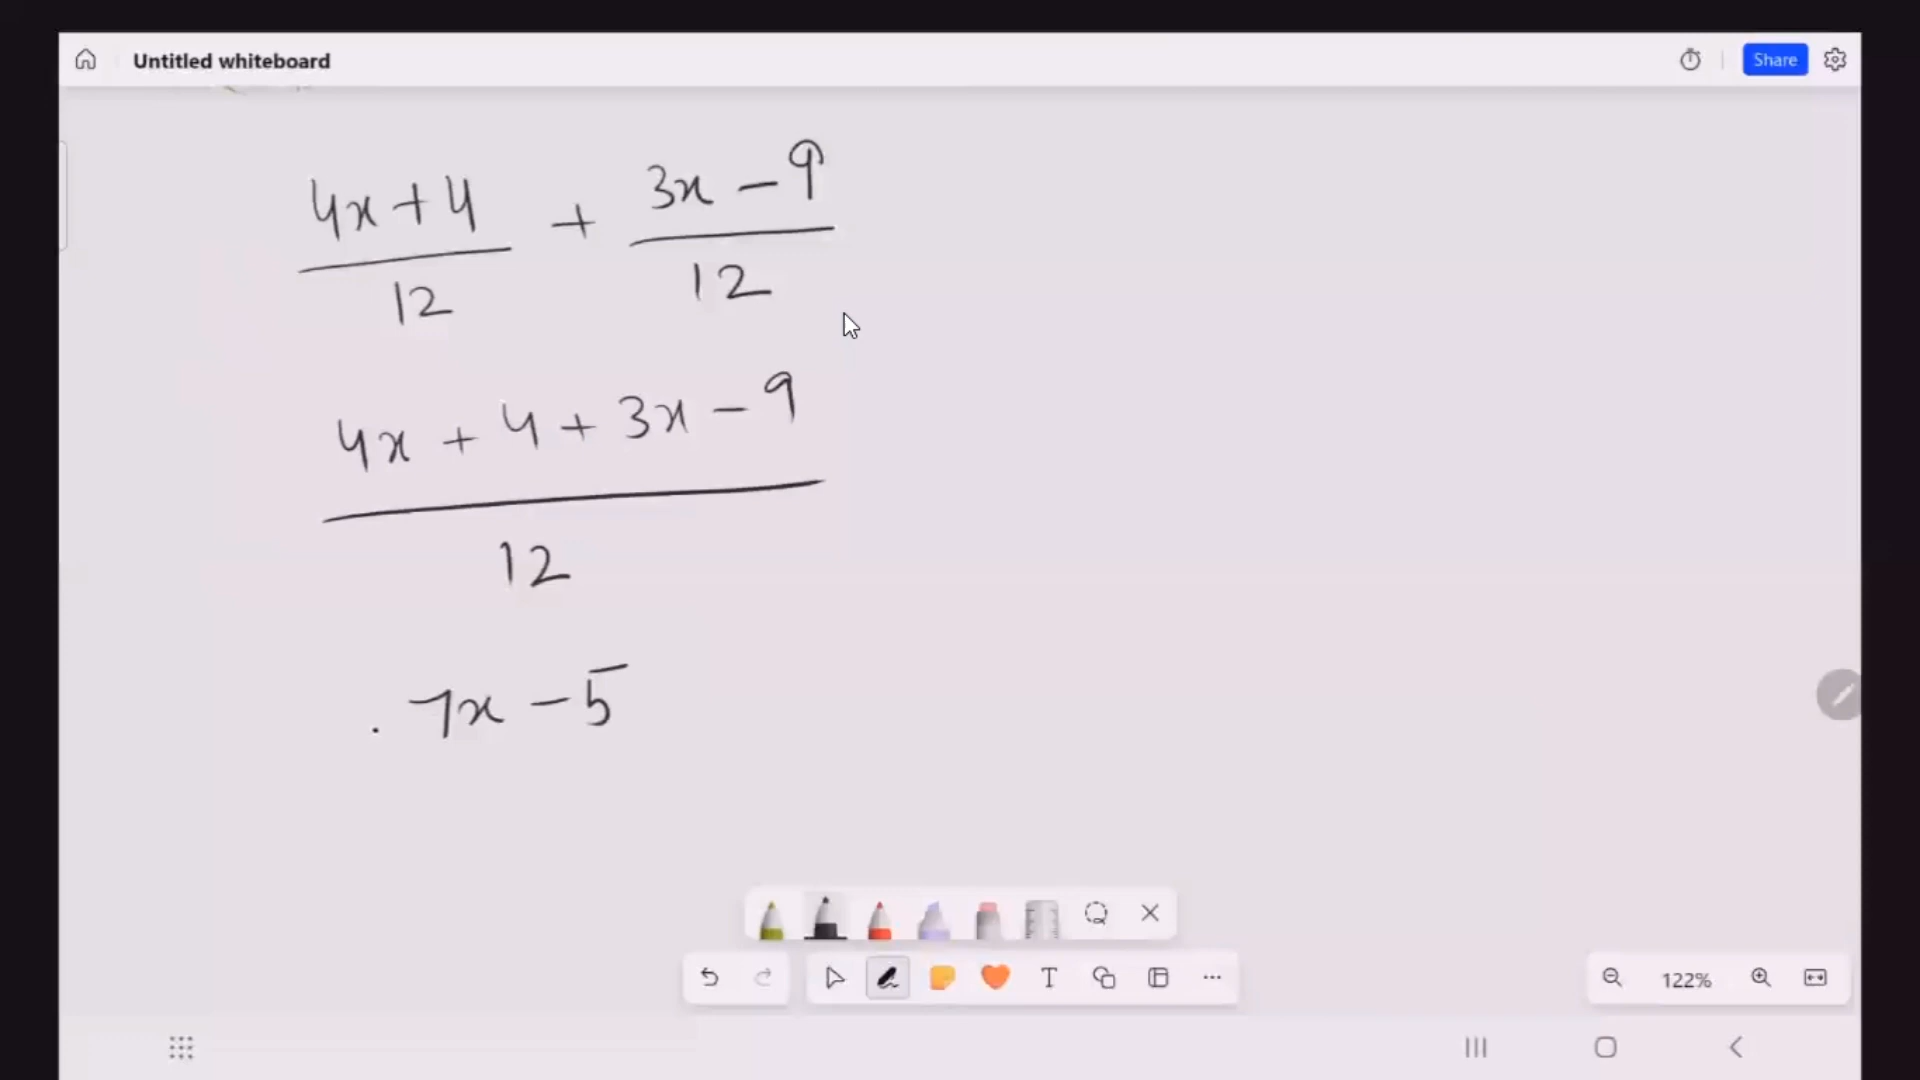 Untitled whiteboard
Share
4x + 4 + 3x - 9
12 12
4x + 4 + 3x - 9
12
. 7x - 5
122%